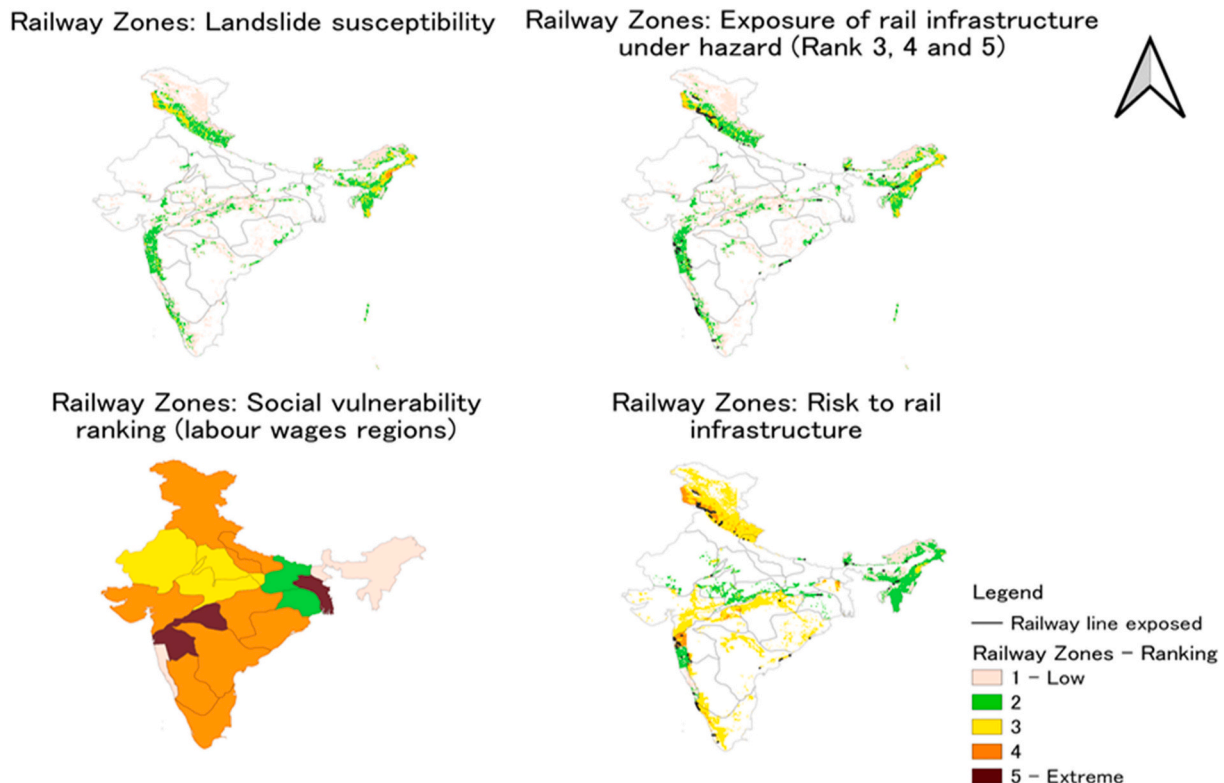 Railway Zones: Landslide susceptibility
Railway Zones: Exposure of rail infrastructure
under hazard (Rank 3, 4 and 5)
Railway Zones: Social vulnerability
ranking (labour wages regions)
Railway Zones: Risk to rail
infrastructure
Legend
Railway line exposed
Railway Zones - Ranking
1 - Low
2
3
4
5 - Extreme